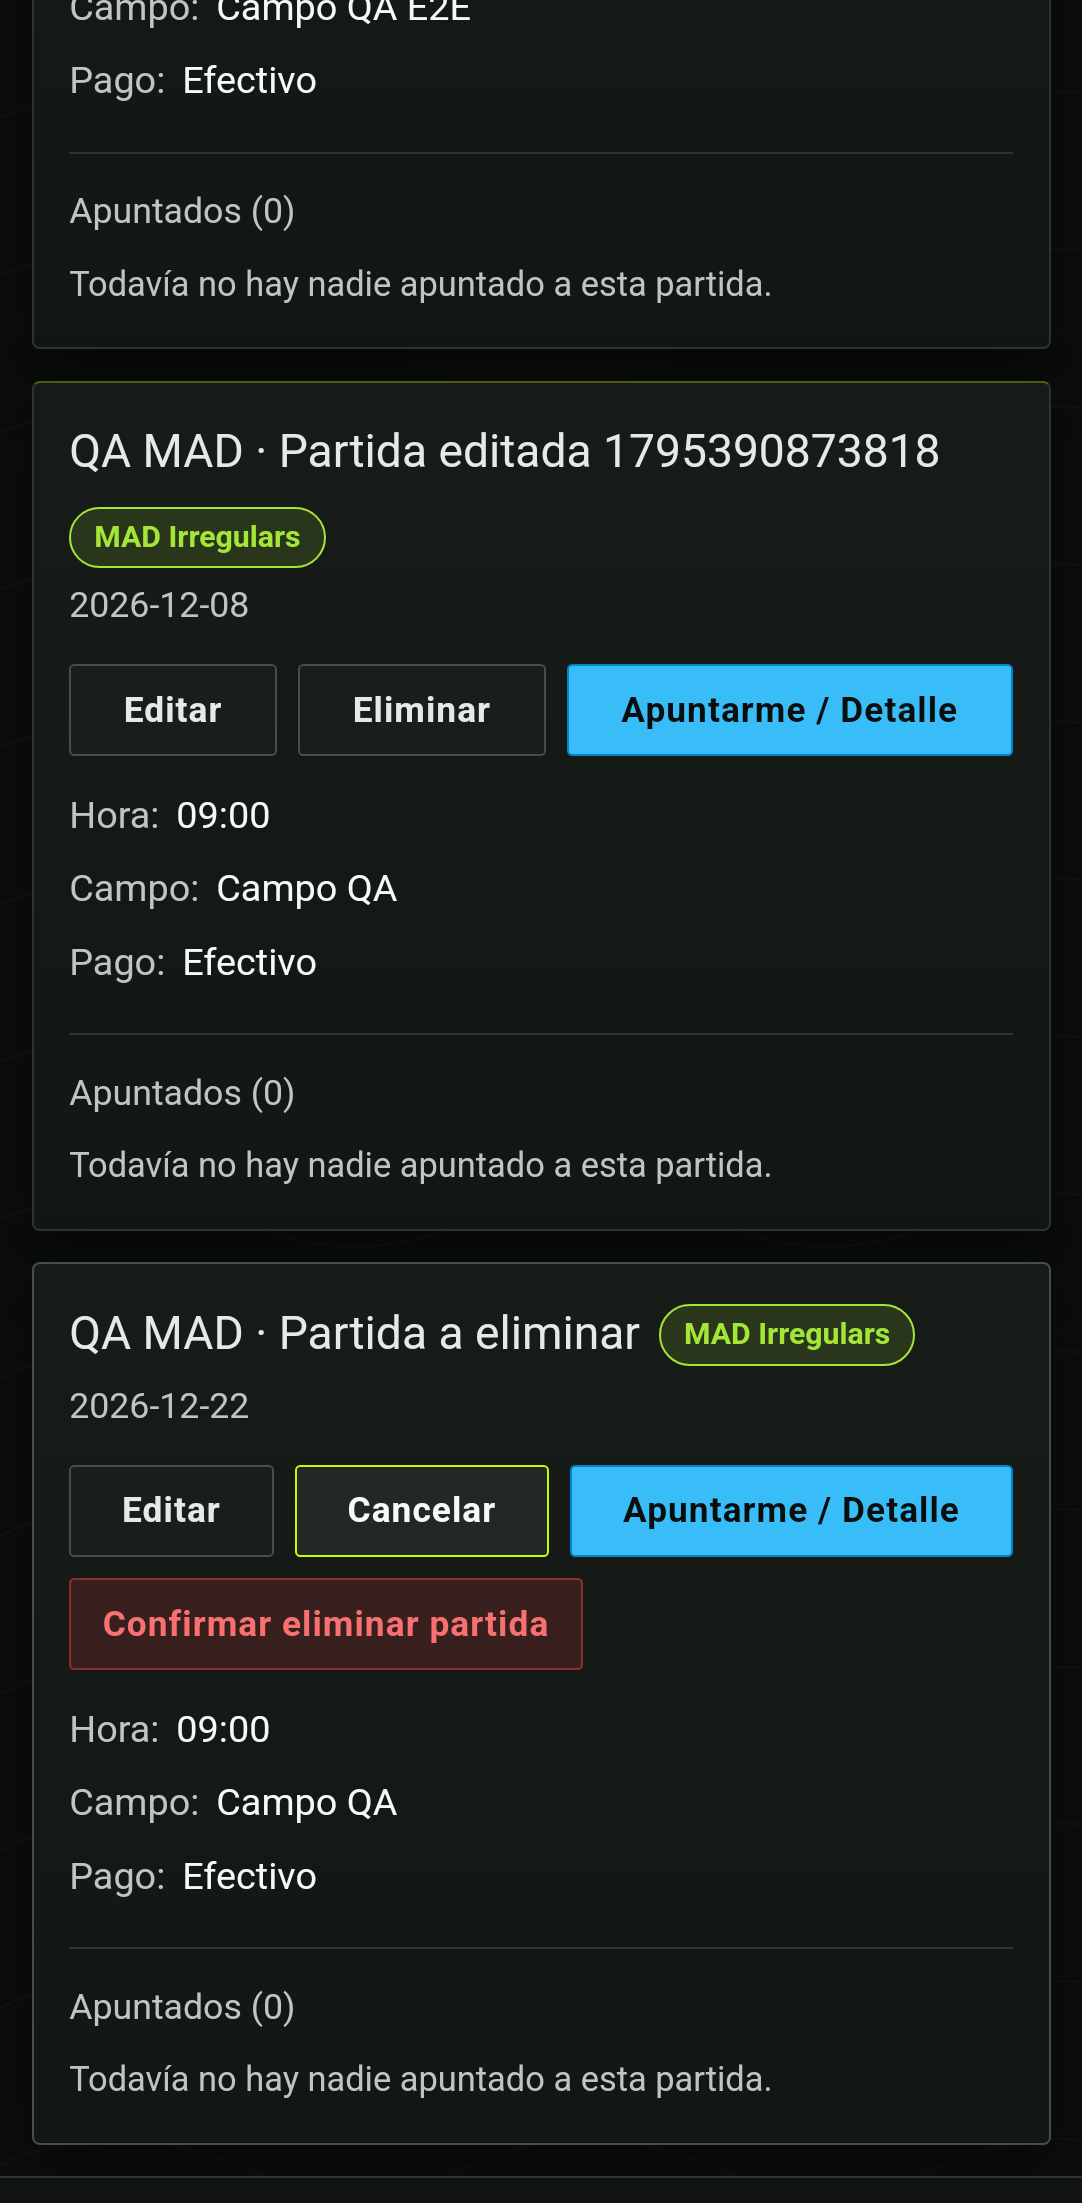 Campo: Campo QA E2E
Pago: Efectivo
Apuntados (0)
Todavía no hay nadie apuntado a esta partida.
QA MAD · Partida editada 1795390873818
MAD Irregulars
2026-12-08
Editar Eliminar Apuntarme / Detalle
Hora: 09:00
Campo: Campo QA
Pago: Efectivo
Apuntados (0)
Todavía no hay nadie apuntado a esta partida.
QA MAD · Partida a eliminar MAD Irregulars
2026-12-22
Editar Cancelar Apuntarme / Detalle
Confirmar eliminar partida
Hora: 09:00
Campo: Campo QA
Pago: Efectivo
Apuntados (0)
Todavía no hay nadie apuntado a esta partida.